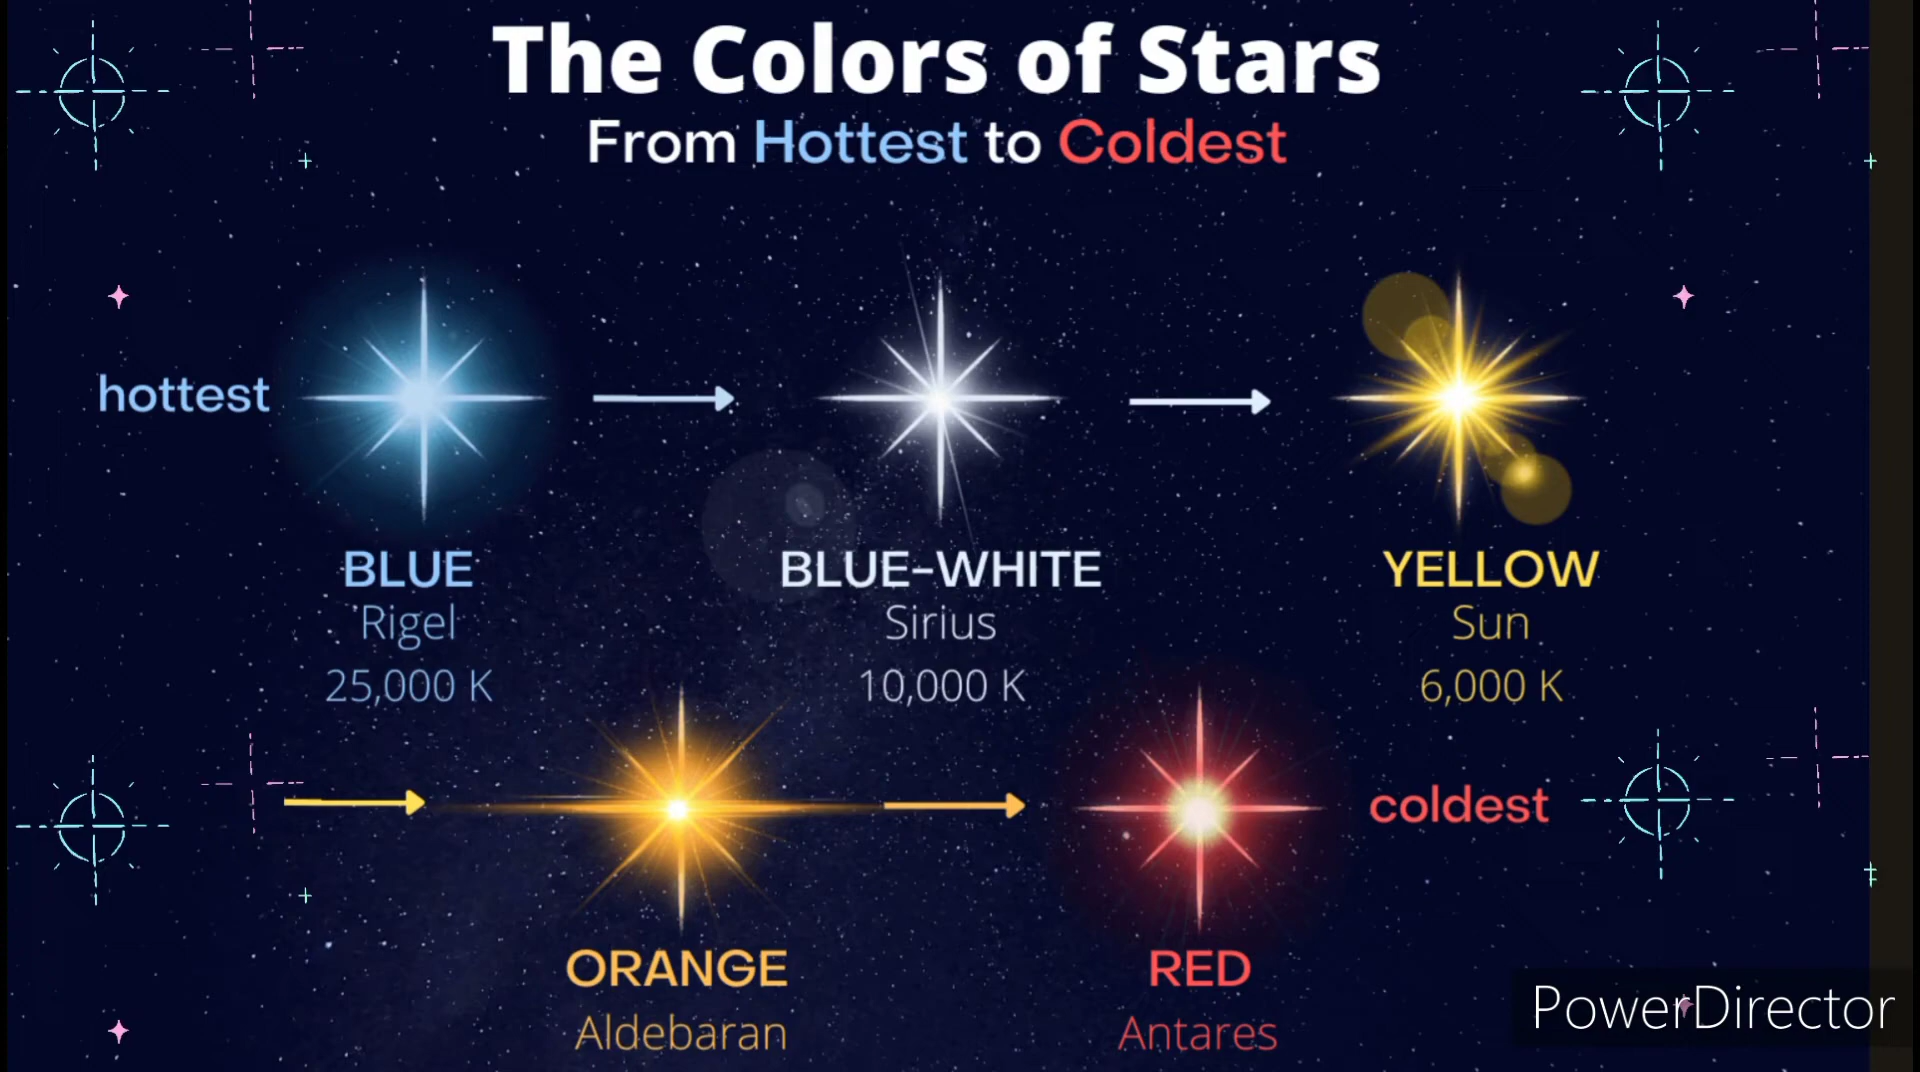 The Colors of Stars
From Hottest to Coldest
hottest
BLUE
Rigel
25,000 K
BLUE-WHITE
Sirius
10,000 K
YELLOW
Sun
6,000 K
ORANGE
Aldebaran
RED
Antares
coldest
PowerDirector